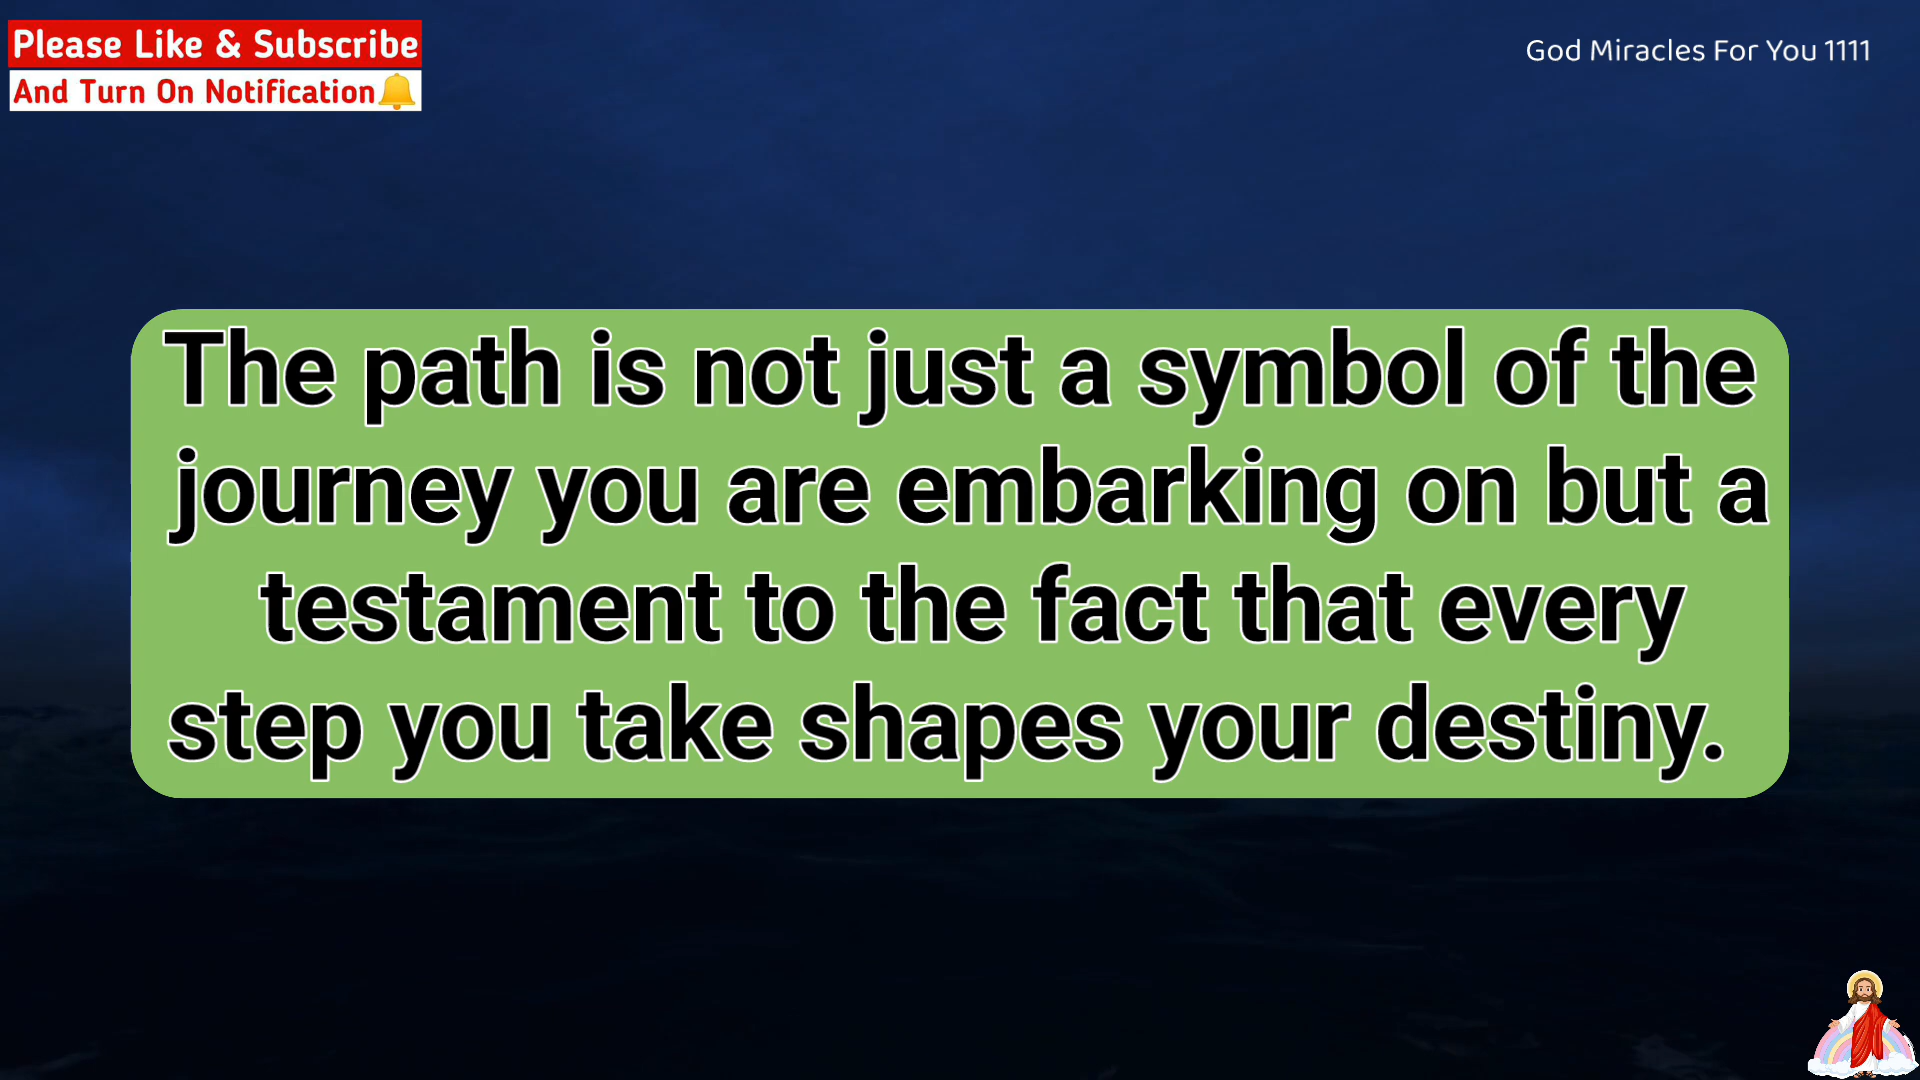 Please Like & Subscribe
And Turn On Notification🔔
God Miracles For You 1111
The path is not just a symbol of the
journey you are embarking on but a
testament to the fact that every
step you take shapes your destiny.